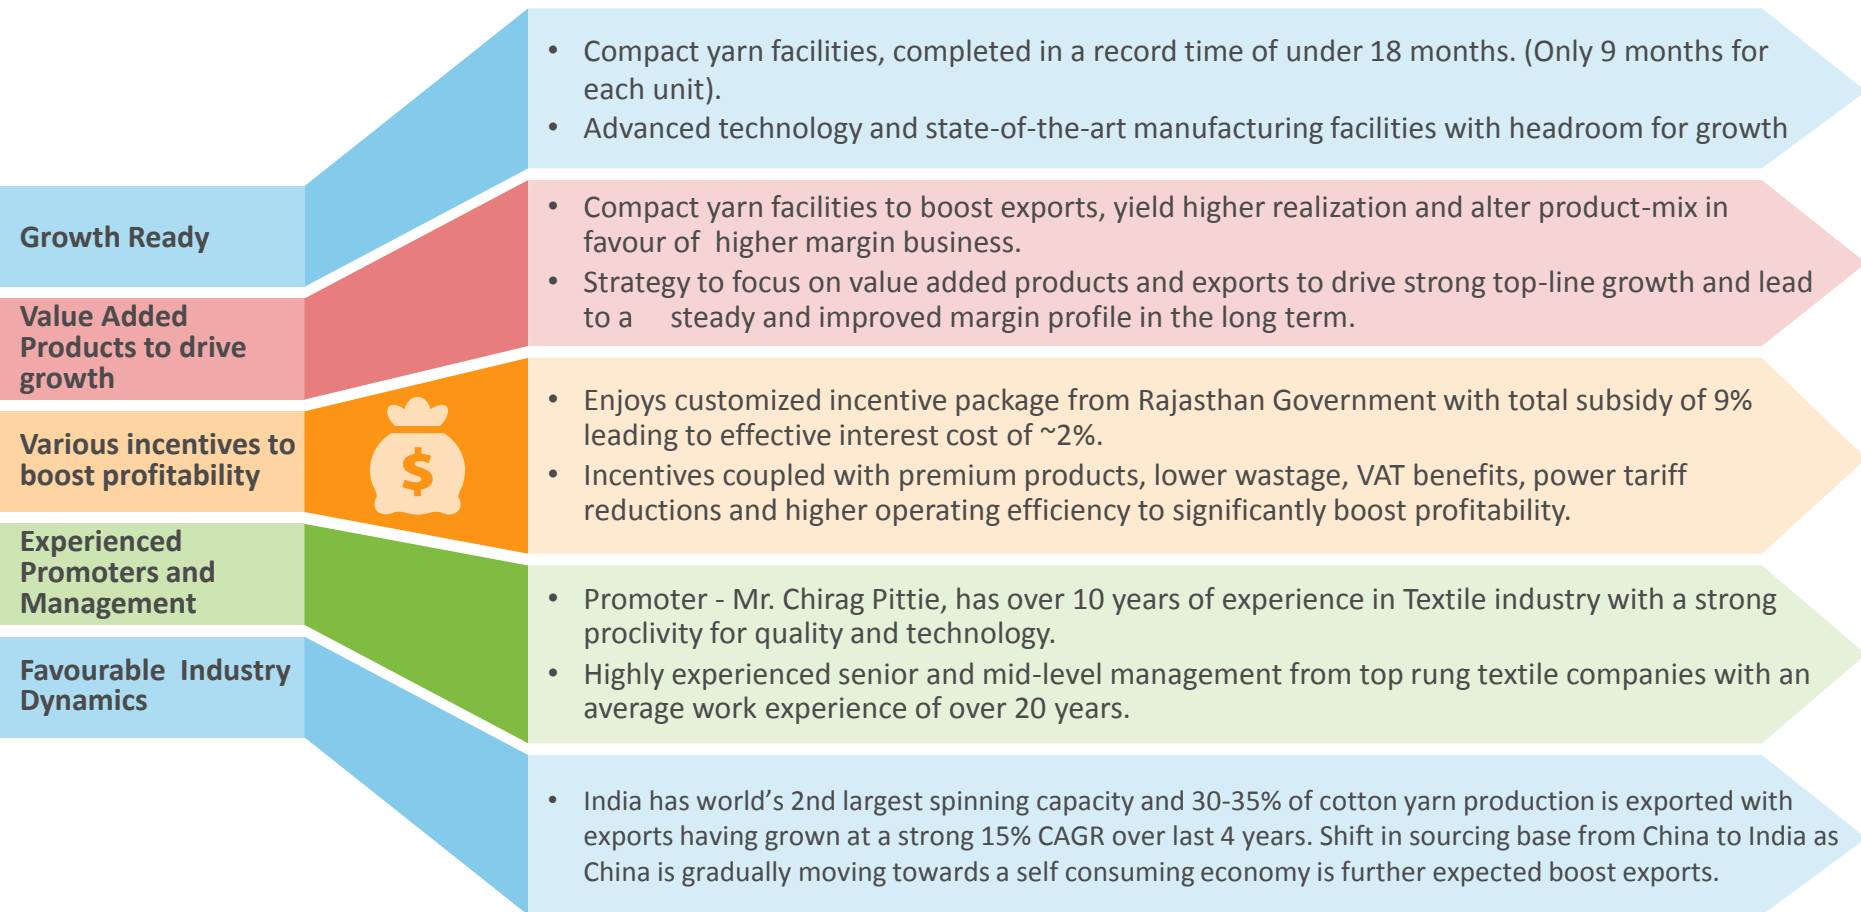 Growth Ready
• Compact yarn facilities, completed in a record time of under 18 months. (Only 9 months for
each unit).
• Advanced technology and state-of-the-art manufacturing facilities with headroom for growth
Value Added
Products to drive
growth
• Compact yarn facilities to boost exports, yield higher realization and alter product-mix in
favour of higher margin business.
• Strategy to focus on value added products and exports to drive strong top-line growth and lead
to a steady and improved margin profile in the long term.
Various incentives to
boost profitability
$
• Enjoys customized incentive package from Rajasthan Government with total subsidy of 9%
leading to effective interest cost of ~2%.
• Incentives coupled with premium products, lower wastage, VAT benefits, power tariff
reductions and higher operating efficiency to significantly boost profitability.
Experienced
Promoters and
Management
• Promoter - Mr. Chirag Pittie, has over 10 years of experience in Textile industry with a strong
proclivity for quality and technology.
• Highly experienced senior and mid-level management from top rung textile companies with an
average work experience of over 20 years.
Favourable Industry
Dynamics
• India has world's 2nd largest spinning capacity and 30-35% of cotton yarn production is exported with
exports having grown at a strong 15% CAGR over last 4 years. Shift in sourcing base from China to India as
China is gradually moving towards a self consuming economy is further expected boost exports.